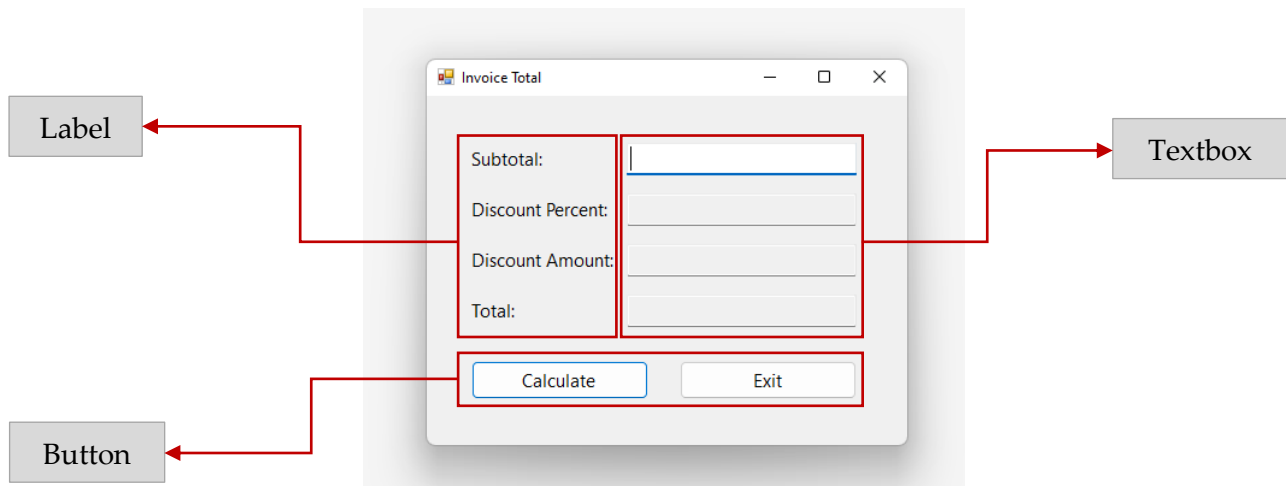 Invoice Total
Label
Subtotal:
Textbox
Discount Percent:
Discount Amount:
Total:
Calculate
Exit
Button